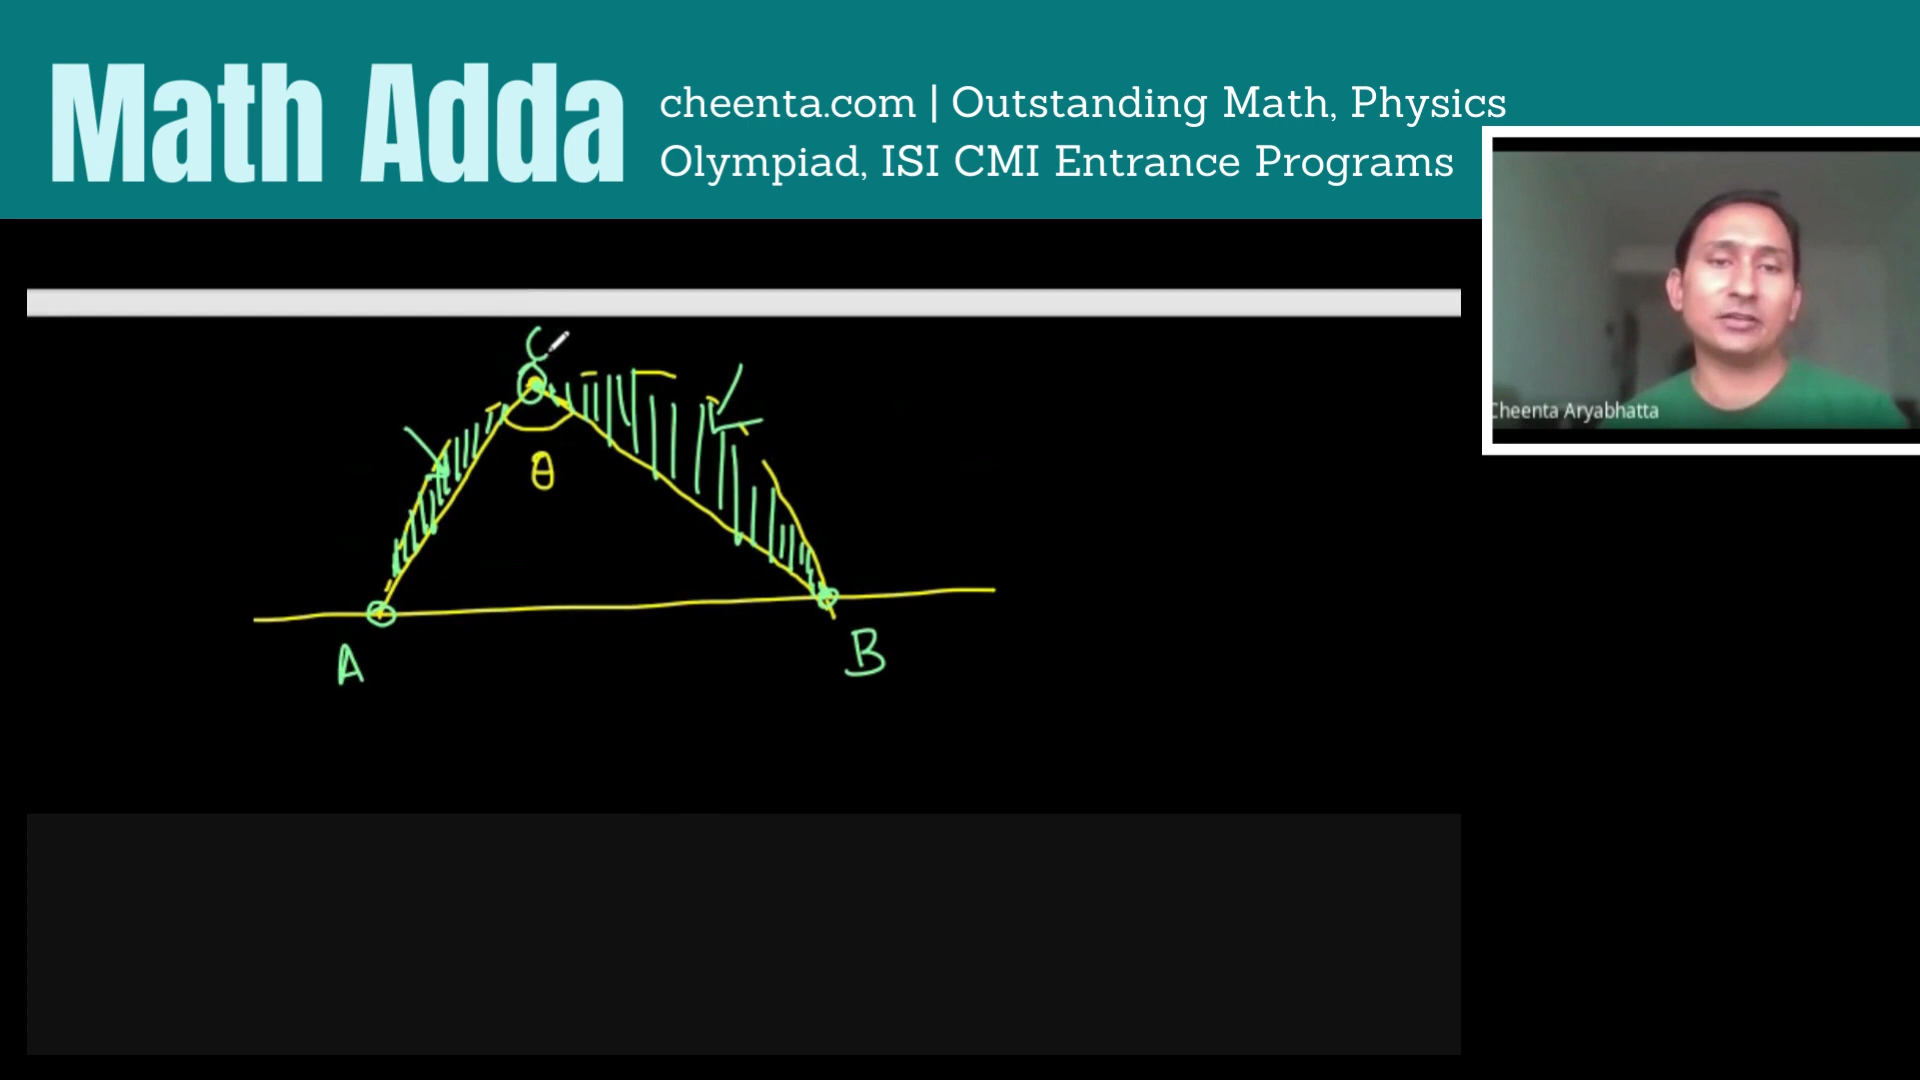 Math Adda
cheenta.com | Outstanding Math, Physics
Olympiad, ISI CMI Entrance Programs
Cheenta Aryabhatta
C
θ
A
B